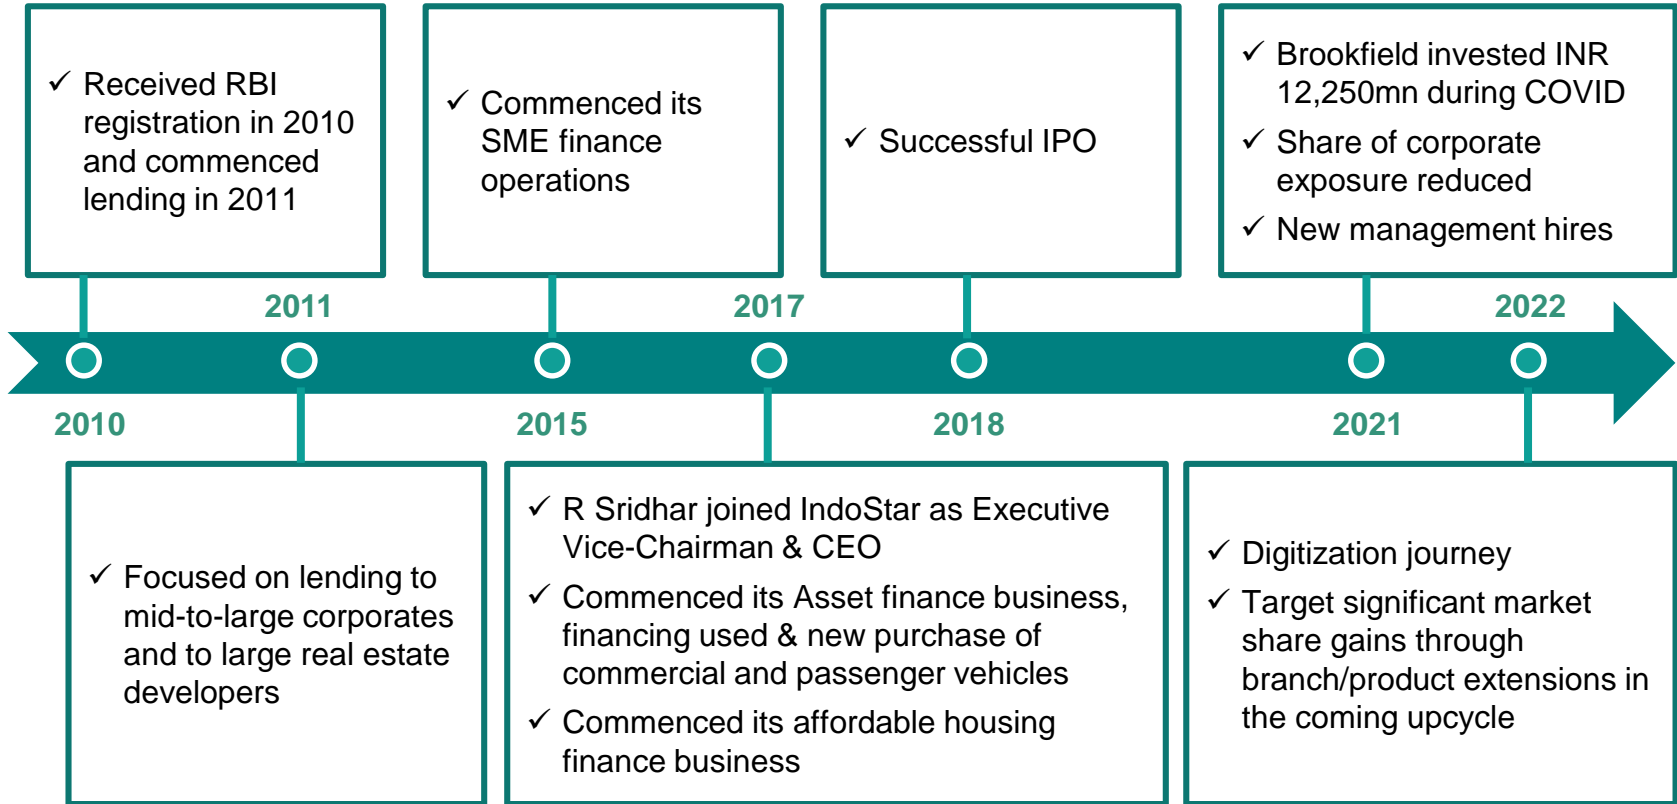 ✓ Received RBI
registration in 2010
and commenced
lending in 2011
✓ Commenced its
SME finance
operations
✓ Successful IPO
✓ Brookfield invested INR
12,250mn during COVID
✓ Share of corporate
exposure reduced
✓ New management hires
2011
2017
2022
2010
2015
2018
2021
✓ Focused on lending to
mid-to-large corporates
and to large real estate
developers
✓ R Sridhar joined IndoStar as Executive
Vice-Chairman & CEO
✓ Commenced its Asset finance business,
financing used & new purchase of
commercial and passenger vehicles
✓ Commenced its affordable housing
finance business
✓ Digitization journey
✓ Target significant market
share gains through
branch/product extensions in
the coming upcycle